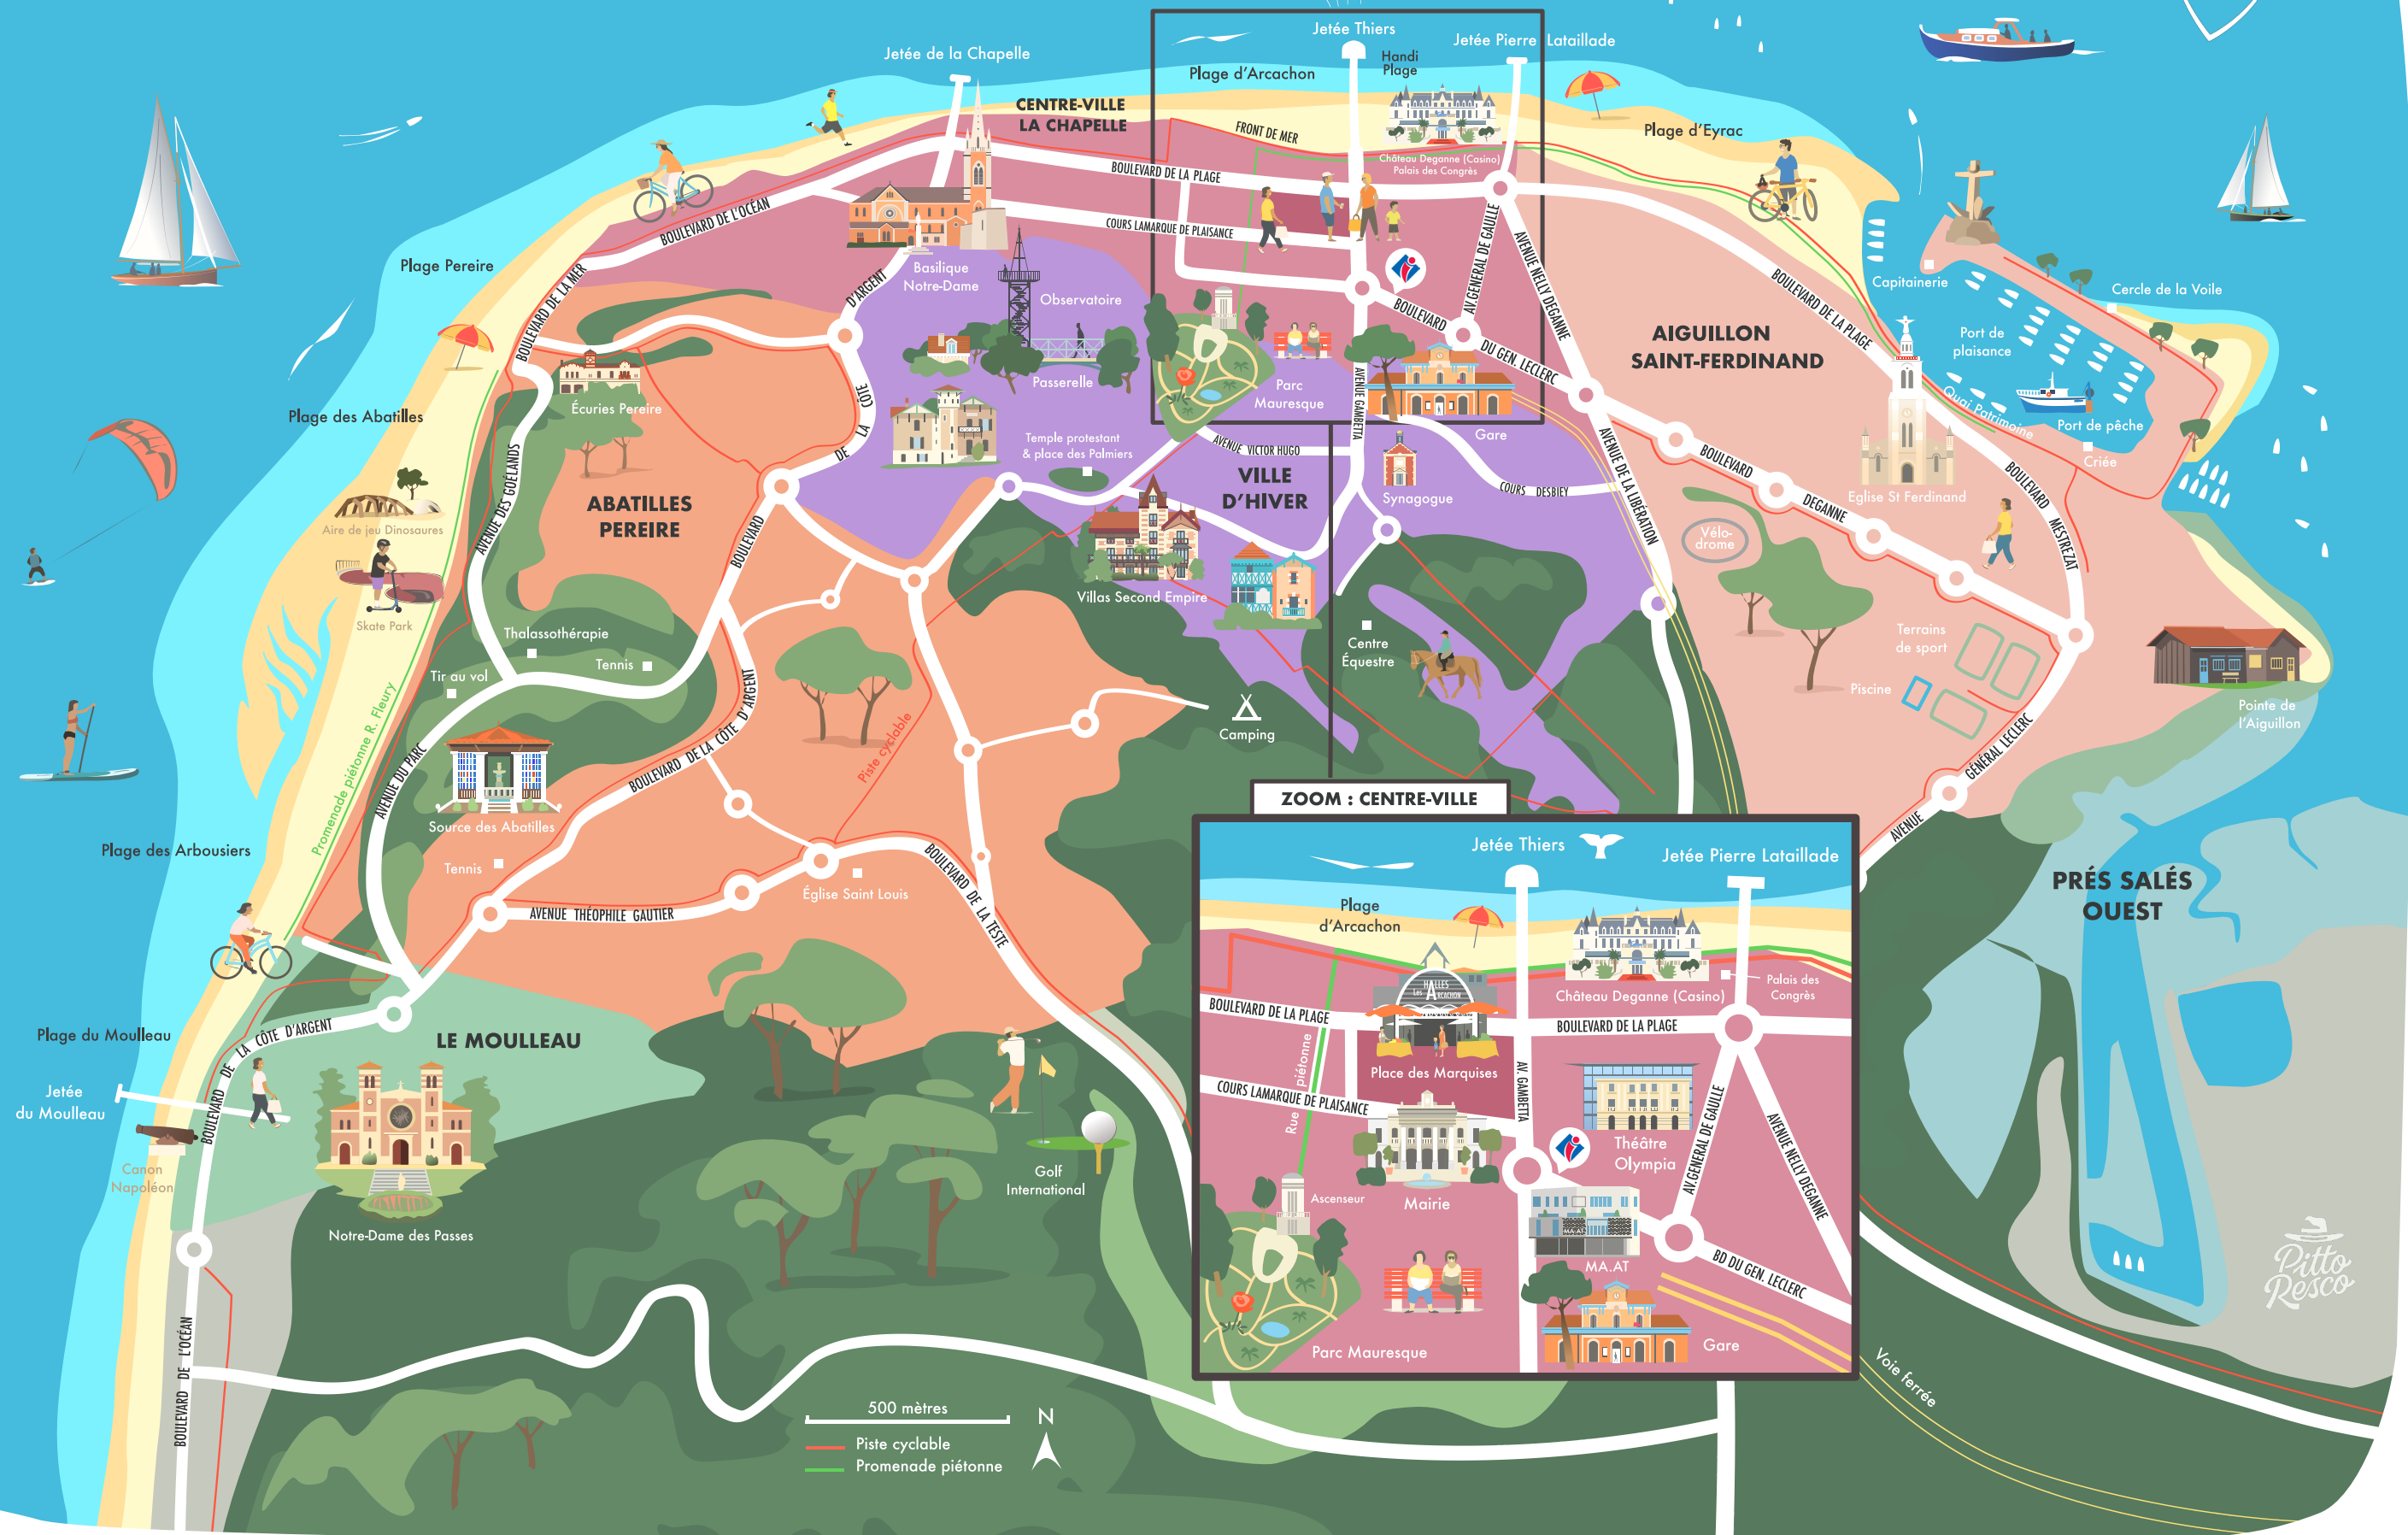 Jetée Thiers
Jetée de la Chapelle
Jetée Pierre Lataillade
Handi
Plage
Plage d'Arcachon
CENTRE-VILLE
LA CHAPELLE
FRONT DE MER
Plage d'Eyrac
Château Deganne (Casino)
Palais des Congrès
BOULEVARD DE LA PLAGE
BOULEVARD DE L'OCÉAN
COURS LAMARQUE DE PLAISANCE
AV.GENERAL DE GAULLE
AVENUE NELLY DEGANNE
Plage Pereire
BOULEVARD DE LA MER
D'ARGENT
Basilique
Notre-Dame
Observatoire
BOULEVARD
DU GEN. LECLERC
BOULEVARD DE LA PLAGE
Capitainerie
Cercle de la Voile
Port de
plaisance
AIGUILLON
SAINT-FERDINAND
Passerelle
Parc
Mauresque
AVENUE GAMBETTA
Écuries Pereire
Plage des Abatilles
CÔTE
DE LA
Quai Patrimoine
Port de pêche
Criée
Temple protestant
& place des Palmiers
AVENUE VICTOR HUGO
Gare
AVENUE DE LA LIBÉRATION
BOULEVARD
DEGANNE
BOULEVARD MESTREZAT
VILLE
D'HIVER
Synagogue
COURS DESBIEY
Eglise St Ferdinand
ABATILLES
PEREIRE
AVENUE DES GOÉLANDS
BOULEVARD
Aire de jeu Dinosaures
Vélo-
drome
Villas Second Empire
Skate Park
Thalassothérapie
Tennis
Tir au vol
Centre
Équestre
Terrains
de sport
Piscine
Pointe de
l'Aiguillon
Promenade piétonne R. Fleury
AVENUE DU PARC
BOULEVARD DE LA CÔTE D'ARGENT
Piste cyclable
Camping
GÉNÉRAL LECLERC
AVENUE
Source des Abatilles
Plage des Arbousiers
Tennis
Église Saint Louis
AVENUE THÉOPHILE GAUTIER
BOULEVARD DE LA TESTE
PRÉS SALÉS
OUEST
ZOOM : CENTRE-VILLE
Jetée Thiers
Jetée Pierre Lataillade
Plage
d'Arcachon
HALLES
Les ARCACHON
Château Deganne (Casino)
Palais des
Congrès
BOULEVARD DE LA PLAGE
BOULEVARD DE LA PLAGE
Place des Marquises
Rue piétonne
COURS LAMARQUE DE PLAISANCE
AV. GAMBETTA
AV.GENERAL DE GAULLE
AVENUE NELLY DEGANNE
Théâtre
Olympia
Ascenseur
Mairie
MA.AT
BD DU GEN. LECLERC
Parc Mauresque
Gare
Voie ferrée
Plage du Moulleau
BOULEVARD DE LA CÔTE D'ARGENT
LE MOULLEAU
Jetée
du Moulleau
Canon
Napoléon
Notre-Dame des Passes
Golf
International
BOULEVARD DE L'OCÉAN
500 mètres
N
Piste cyclable
Promenade piétonne
Pitto
Resco